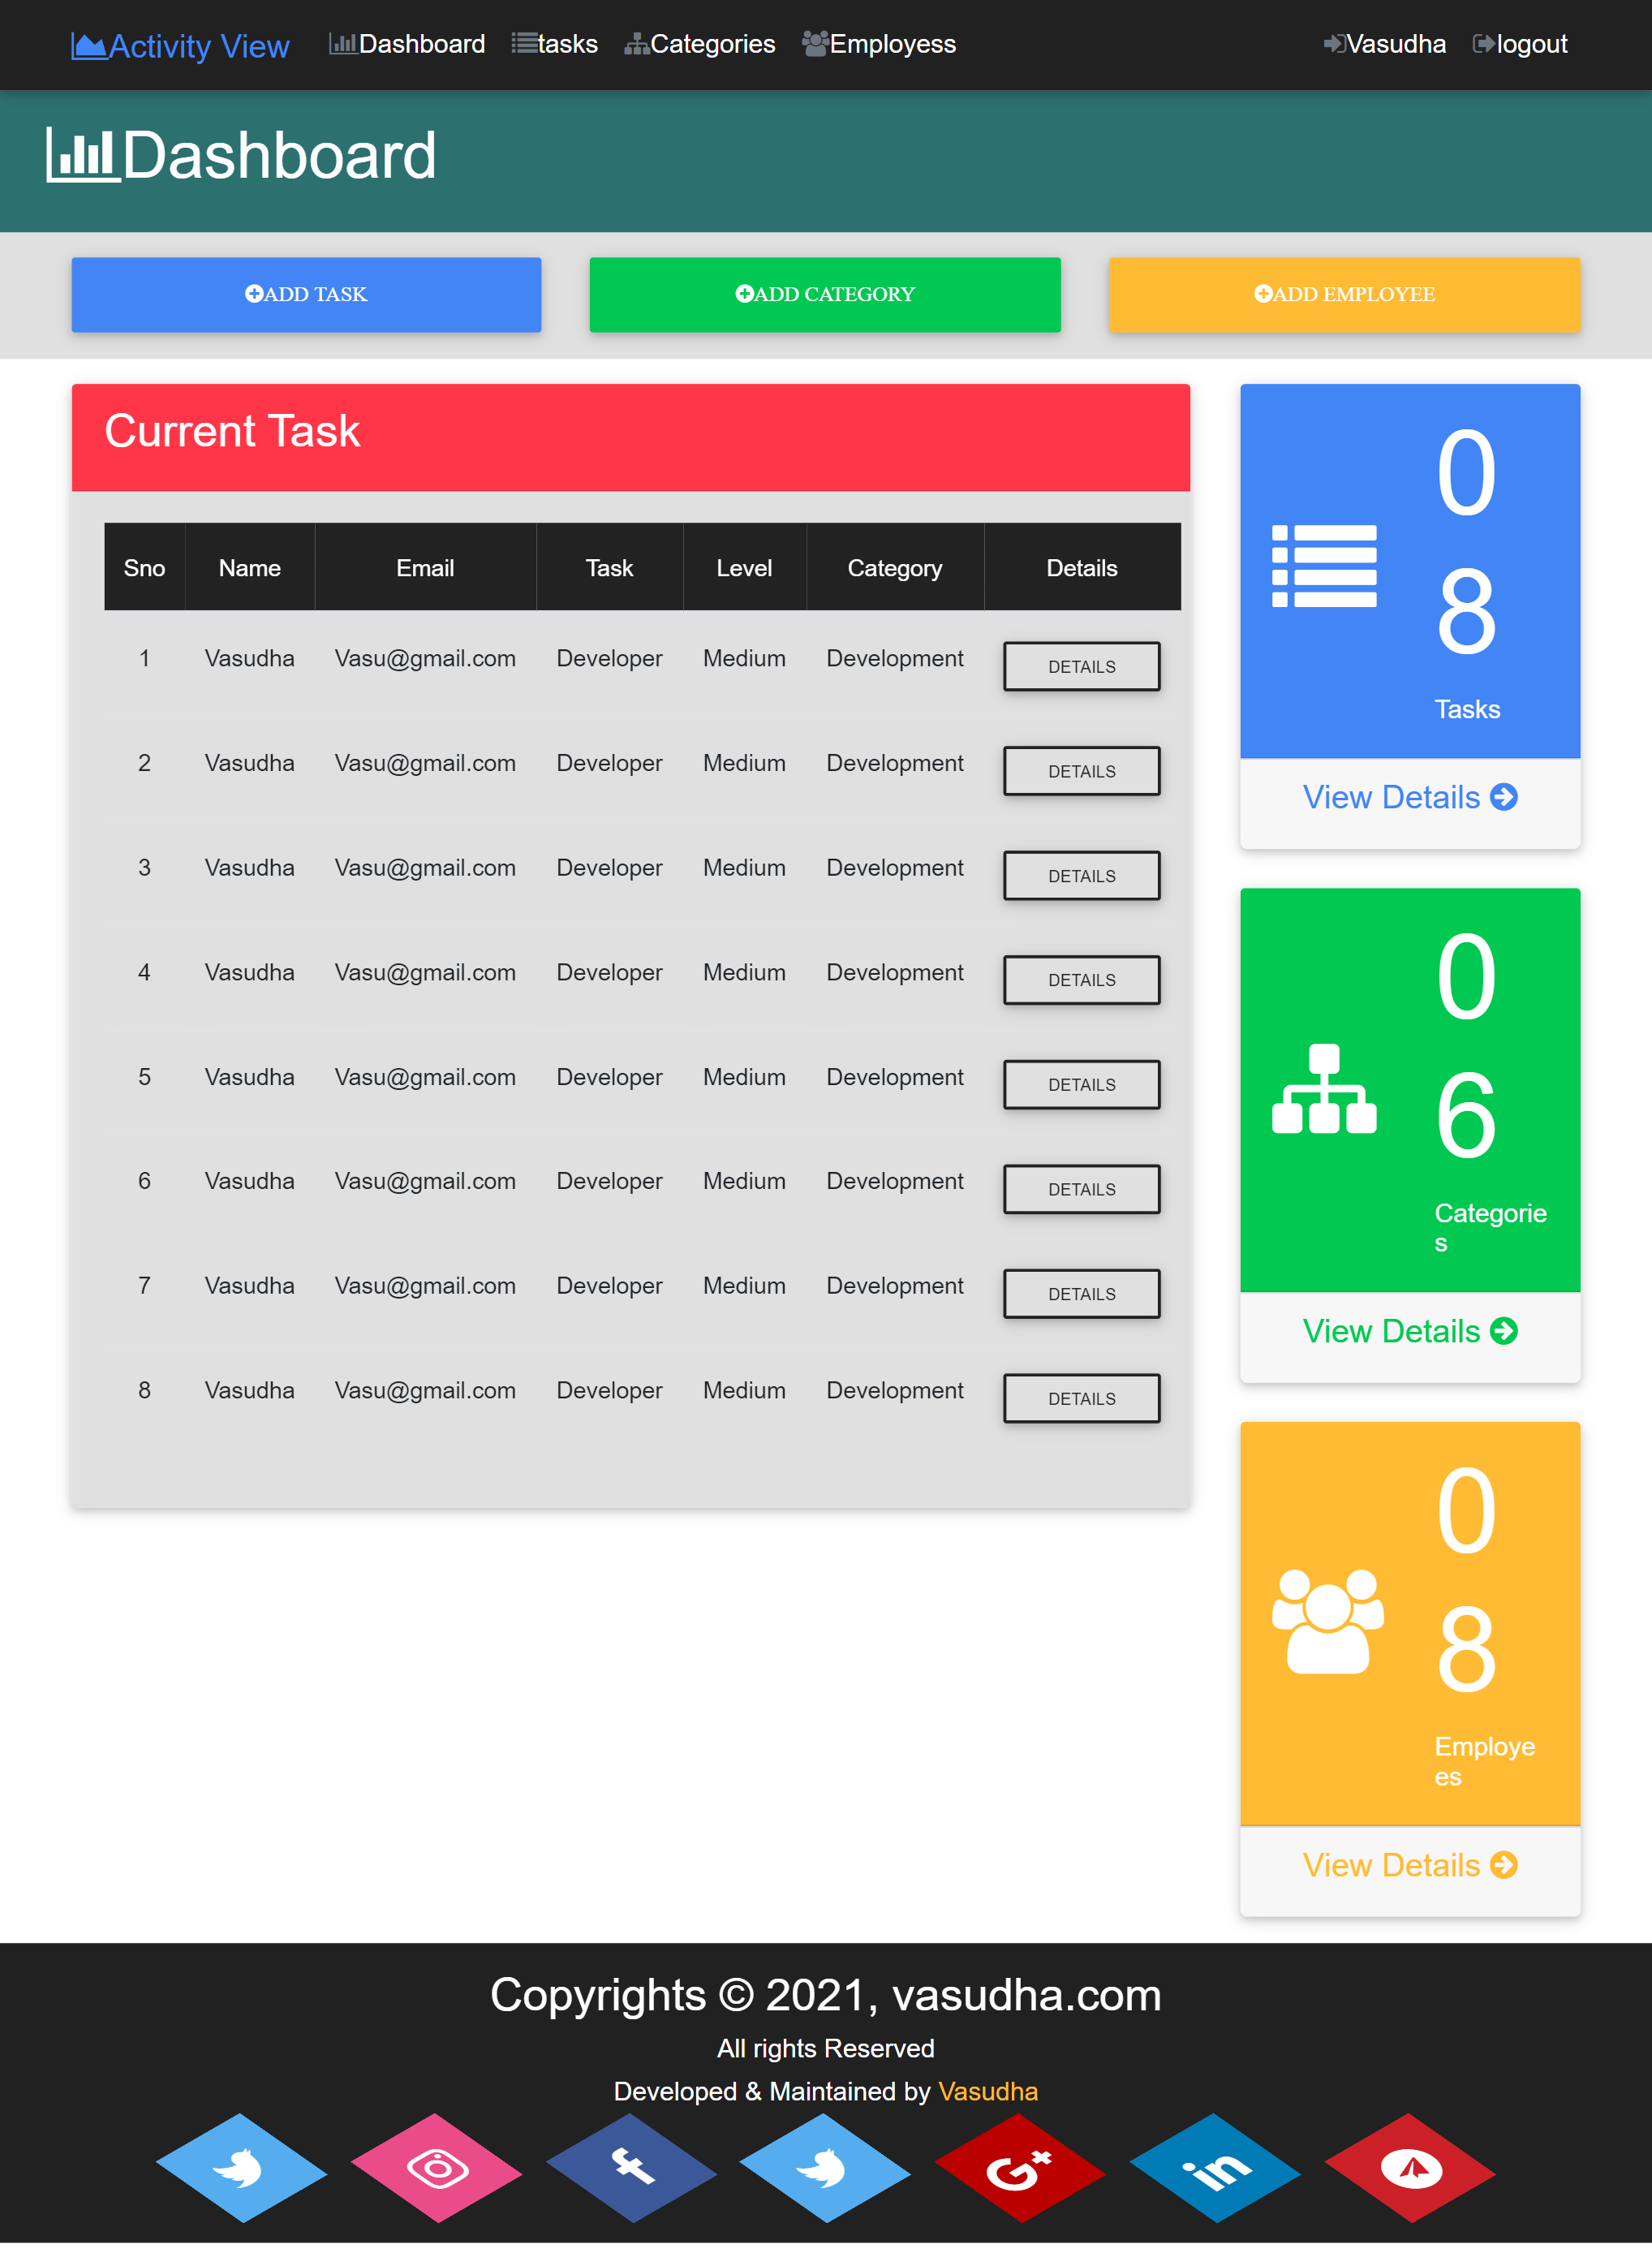 Activity View Dashboard tasks Categories Employess Vasudha logout
Dashboard
ADD TASK ADD CATEGORY ADD EMPLOYEE
Current Task
Sno Name Email Task Level Category Details
1 Vasudha Vasu@gmail.com Developer Medium Development DETAILS
2 Vasudha Vasu@gmail.com Developer Medium Development DETAILS
3 Vasudha Vasu@gmail.com Developer Medium Development DETAILS
4 Vasudha Vasu@gmail.com Developer Medium Development DETAILS
5 Vasudha Vasu@gmail.com Developer Medium Development DETAILS
6 Vasudha Vasu@gmail.com Developer Medium Development DETAILS
7 Vasudha Vasu@gmail.com Developer Medium Development DETAILS
8 Vasudha Vasu@gmail.com Developer Medium Development DETAILS
0
8
Tasks
View Details
0
6
Categorie
s
View Details
0
8
Employe
es
View Details
Copyrights © 2021, vasudha.com
All rights Reserved
Developed & Maintained by Vasudha
f G+ in